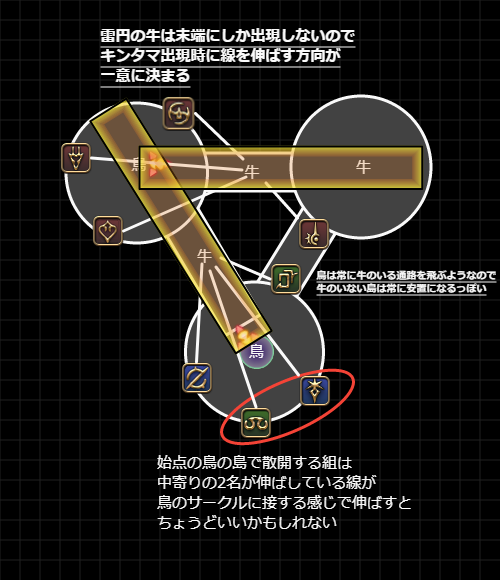 雷円の牛は末端にしか出現しないので
キンタマ出現時に線を伸ばす方向が
一意に決まる
鳥
牛
牛
牛
鳥は常に牛のいる通路を飛ぶようなので
牛のいない島は常に安置になるっぽい
鳥
始点の鳥の島で散開する組は
中寄りの2名が伸ばしている線が
鳥のサークルに接する感じで伸ばすと
ちょうどいいかもしれない